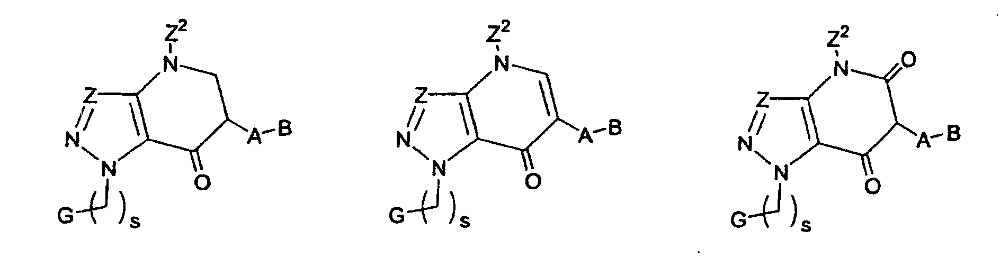 Z² Z² Z²
N N N O
Z Z Z
N A-B N A-B N A-B
N O N O N O
G ( )s G ( )s G ( )s